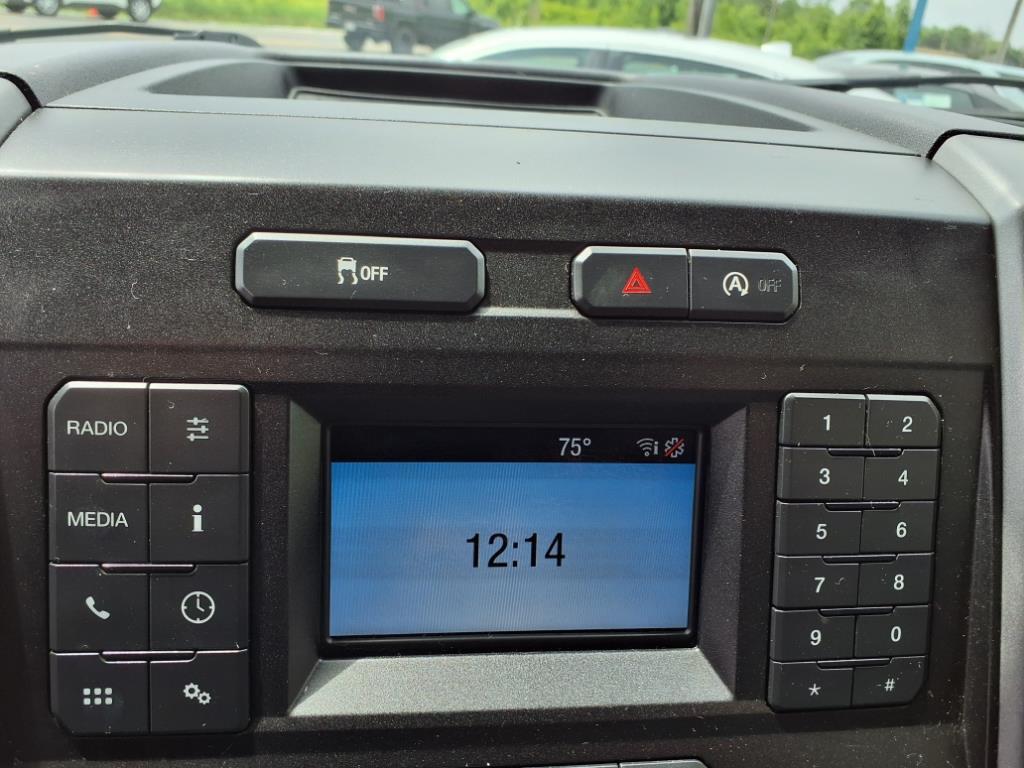 OFF
A OFF
RADIO
MEDIA
75°
12:14
1 2
3 4
5 6
7 8
9 0
* #